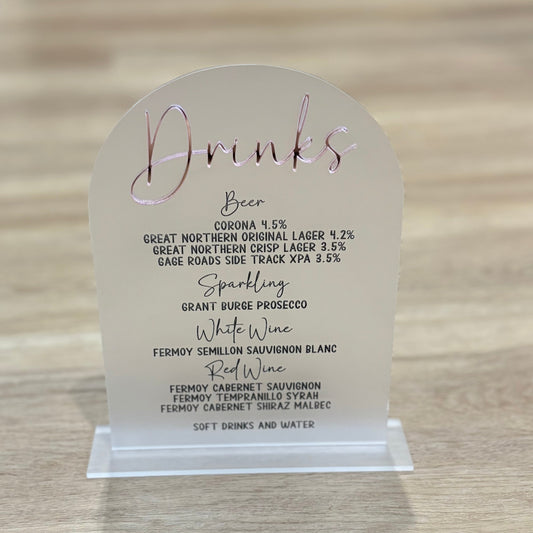 Drinks
Beer
CORONA 4.5%
GREAT NORTHERN ORIGINAL LAGER 4.2%
GREAT NORTHERN CRISP LAGER 3.5%
GAGE ROADS SIDE TRACK XPA 3.5%
Sparkling
GRANT BURGE PROSECCO
White Wine
FERMOY SEMILLON SAUVIGNON BLANC
Red Wine
FERMOY CABERNET SAUVIGNON
FERMOY TEMPRANILLO SYRAH
FERMOY CABERNET SHIRAZ MALBEC
SOFT DRINKS AND WATER